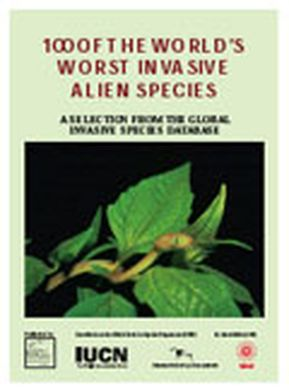 100 OF THE WORLD'S
WORST INVASIVE
ALIEN SPECIES
A SELECTION FROM THE GLOBAL
INVASIVE SPECIES DATABASE
IUCN